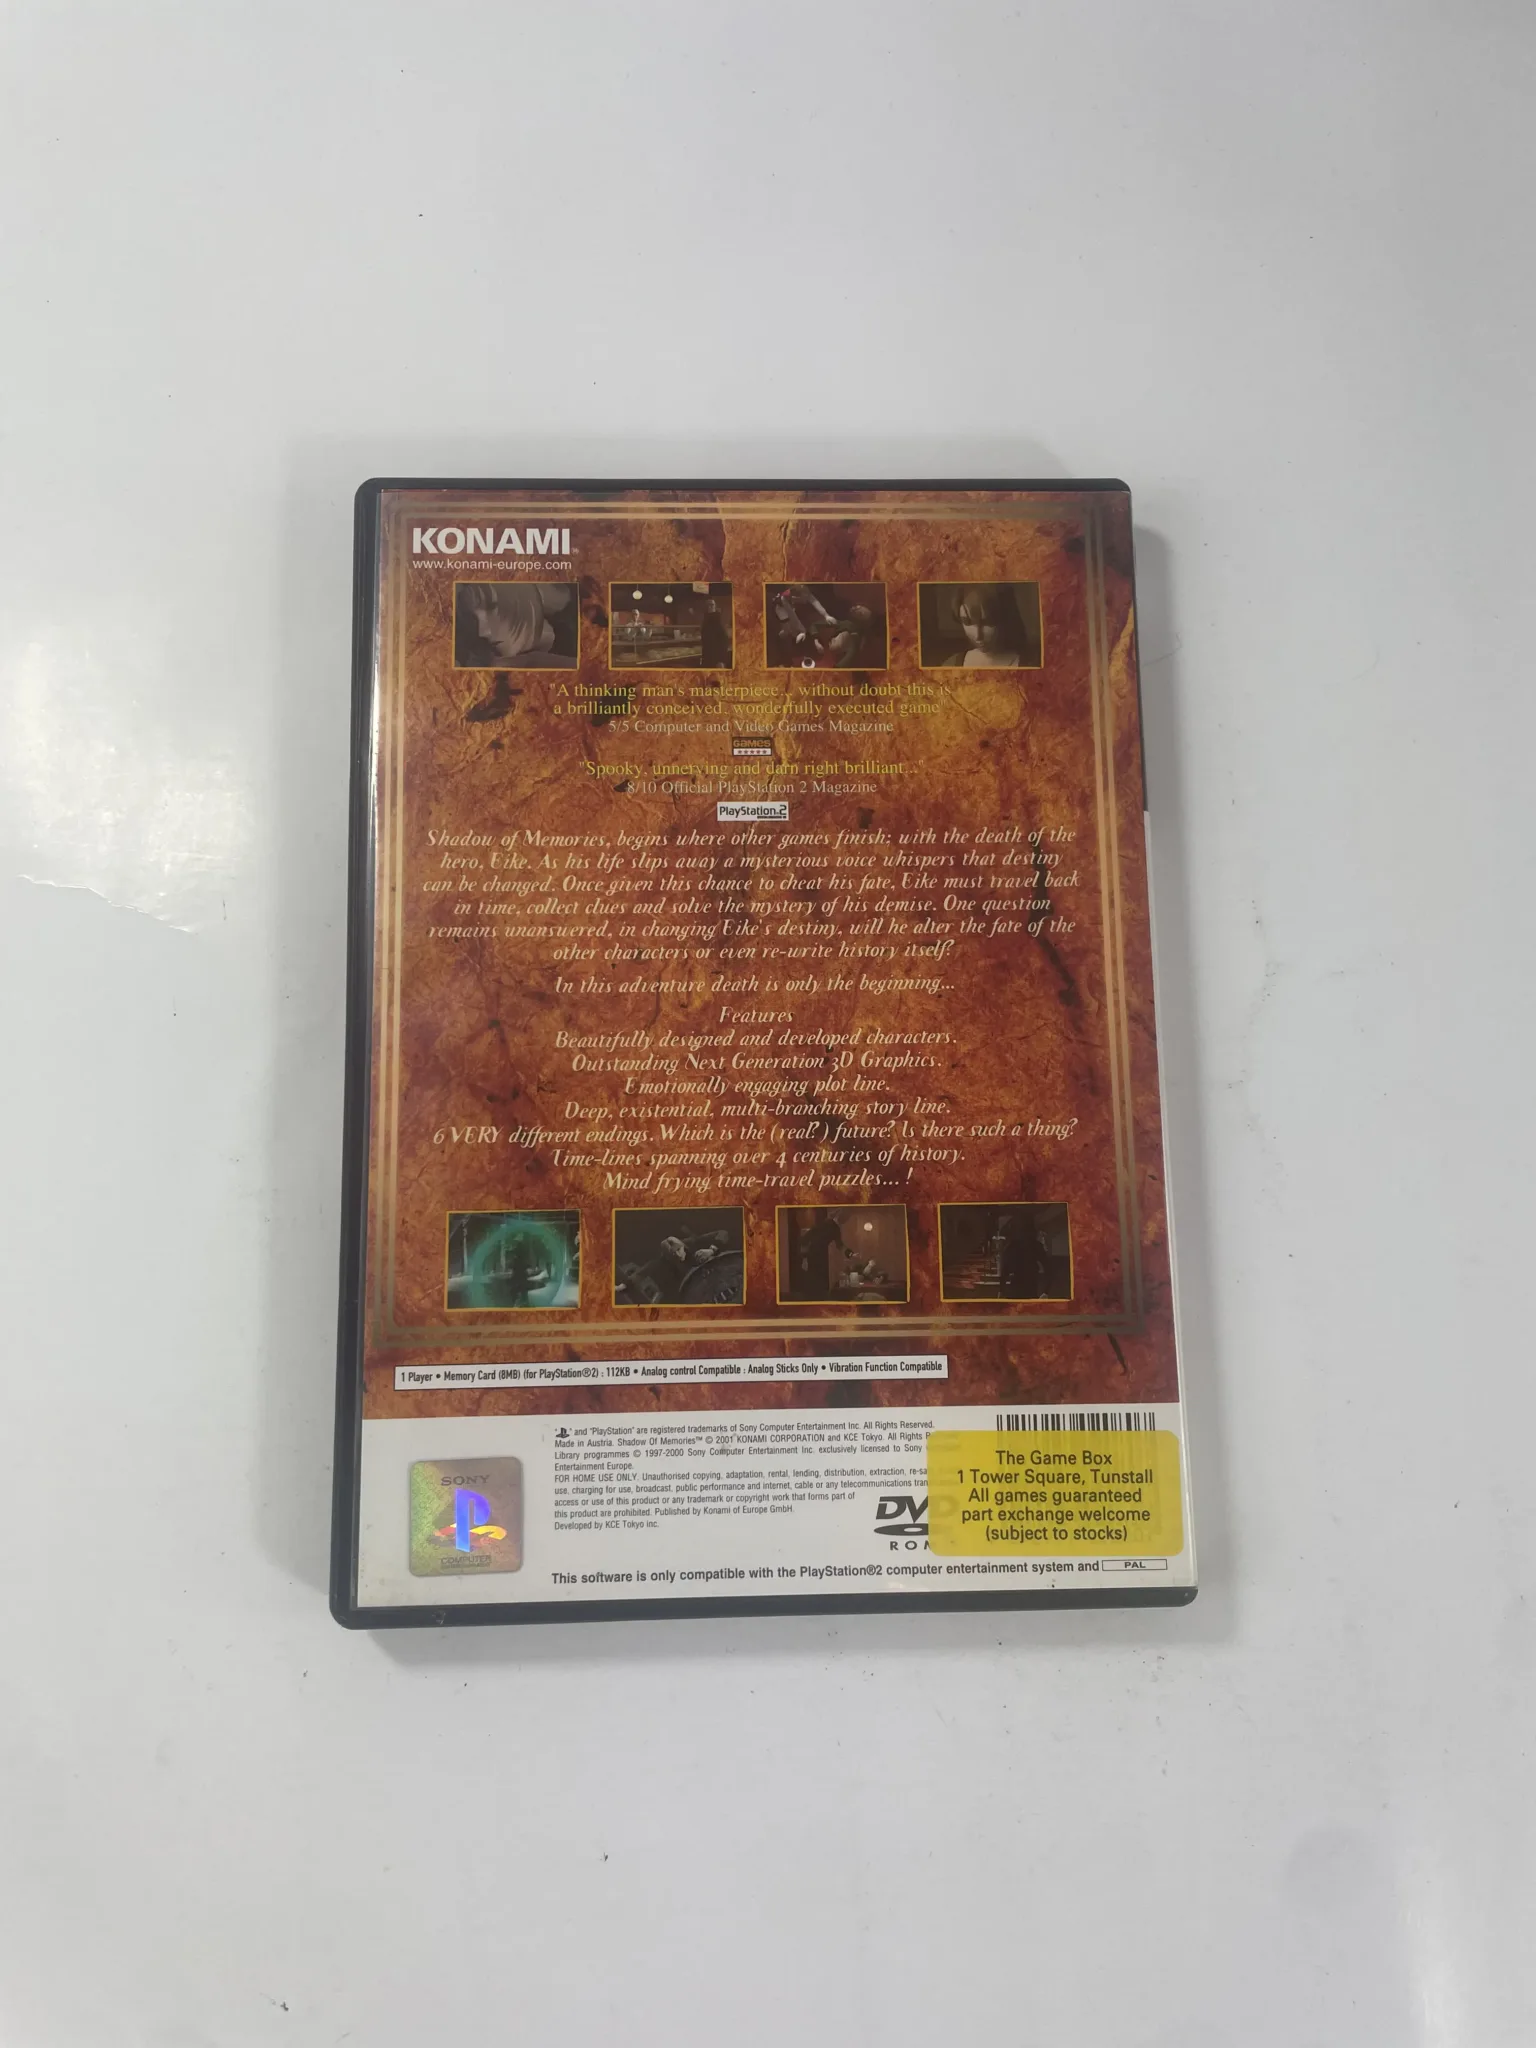 KONAMI
www.konami-europe.com
"A thinking man's masterpiece... without doubt this is
a brilliantly conceived, wonderfully executed game"
5/5 Computer and Video Games Magazine
GAMES
"Spooky, unnerving and darn right brilliant..."
8/10 Official PlayStation 2 Magazine
PlayStation.2
Shadow of Memories, begins where other games finish: with the death of the
hero, Eike. As his life slips away a mysterious voice whispers that destiny
can be changed. Once given this chance to cheat his fate, Eike must travel back
in time, collect clues and solve the mystery of his demise. One question
remains unanswered, in changing Eike's destiny, will he alter the fate of the
other characters or even re-write history itself?
In this adventure death is only the beginning...
Features
Beautifully designed and developed characters.
Outstanding Next Generation 3D Graphics.
Emotionally engaging plot line.
Deep, existential, multi-branching story line.
6 VERY different endings. Which is the (real?) future? Is there such a thing?
Time-lines spanning over 4 centuries of history.
Mind frying time-travel puzzles... !
1 Player • Memory Card (8MB) (for PlayStation®2) : 112KB • Analog control Compatible : Analog Sticks Only • Vibration Function Compatible
" " and "PlayStation" are registered trademarks of Sony Computer Entertainment Inc. All Rights Reserved.
Made in Austria. Shadow Of Memories™ © 2001 KONAMI CORPORATION and KCE Tokyo. All Rights
Library programmes © 1997-2000 Sony Computer Entertainment Inc. exclusively licensed to Sony
Entertainment Europe.
FOR HOME USE ONLY. Unauthorised copying, adaptation, rental, lending, distribution, extraction, re-sa
use, charging for use, broadcast, public performance and internet, cable or any telecommunications tran
access or use of this product or any trademark or copyright work that forms part of
this product are prohibited. Published by Konami of Europe GmbH.
Developed by KCE Tokyo inc.
SONY
COMPUTER
DVD
ROM
The Game Box
1 Tower Square, Tunstall
All games guaranteed
part exchange welcome
(subject to stocks)
This software is only compatible with the PlayStation®2 computer entertainment system and PAL